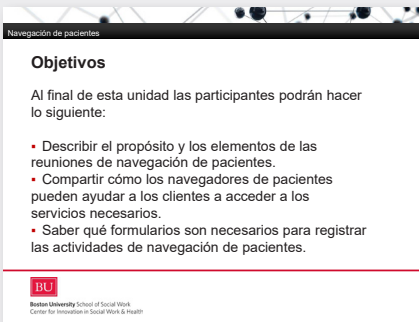 Navegación de pacientes
Objetivos
Al final de esta unidad las participantes podrán hacer
lo siguiente:
▪ Describir el propósito y los elementos de las
reuniones de navegación de pacientes.
▪ Compartir cómo los navegadores de pacientes
pueden ayudar a los clientes a acceder a los
servicios necesarios.
▪ Saber qué formularios son necesarios para registrar
las actividades de navegación de pacientes.
BU
Boston University School of Social Work
Center for Innovation in Social Work & Health